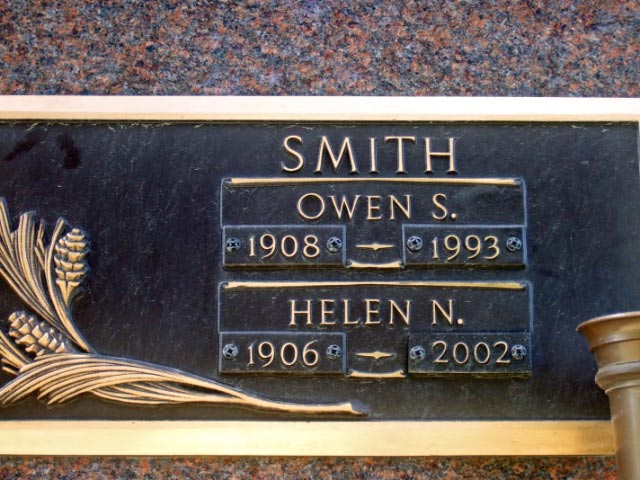 SMITH
OWEN S.
1908 – 1993
HELEN N.
1906 – 2002